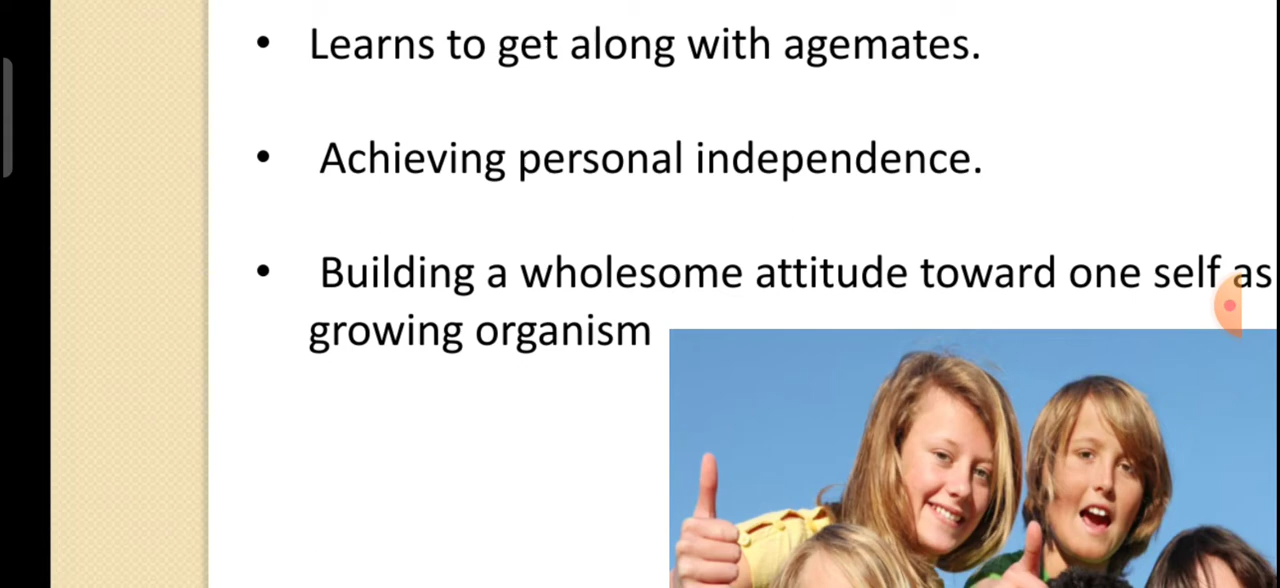 • Learns to get along with agemates.
• Achieving personal independence.
• Building a wholesome attitude toward one self as
growing organism